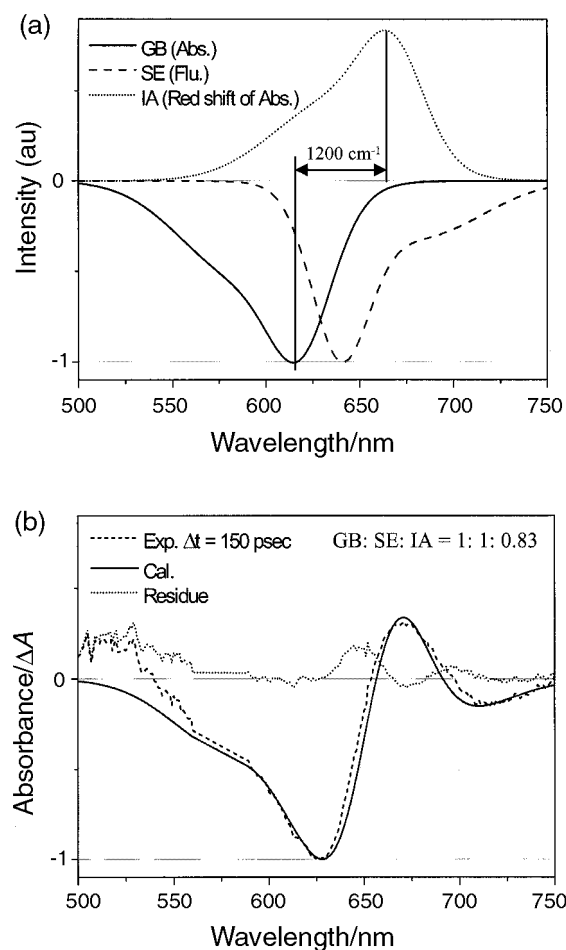 (a)
GB (Abs.)
SE (Flu.)
IA (Red shift of Abs.)
1200 cm⁻¹
0
-1
Intensity (au)
500 550 600 650 700 750
Wavelength/nm
(b)
Exp. Δt = 150 psec GB: SE: IA = 1: 1: 0.83
Cal.
Residue
0
-1
Absorbance/ΔA
500 550 600 650 700 750
Wavelength/nm